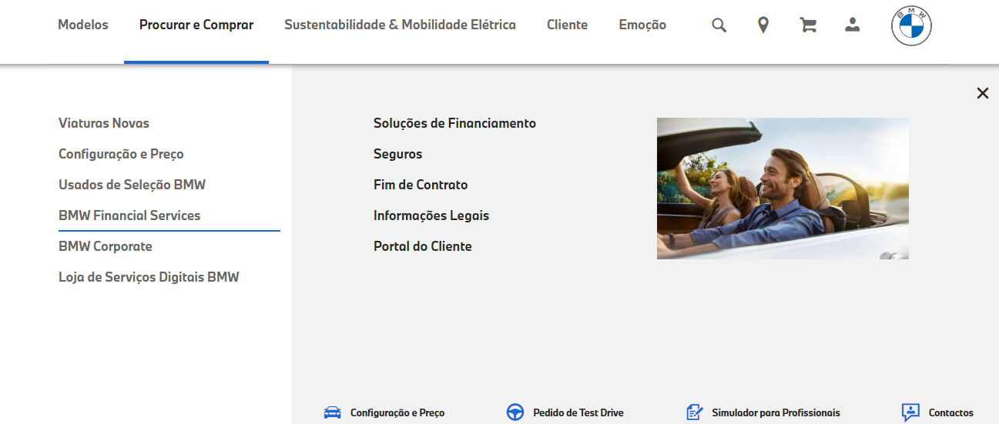 Modelos Procurar e Comprar Sustentabilidade & Mobilidade Elétrica Cliente Emoção BMW
Viaturas Novas
Configuração e Preço
Usados de Seleção BMW
BMW Financial Services
BMW Corporate
Loja de Serviços Digitais BMW
Soluções de Financiamento
Seguros
Fim de Contrato
Informações Legais
Portal do Cliente
Configuração e Preço Pedido de Test Drive Simulador para Profissionais Contactos